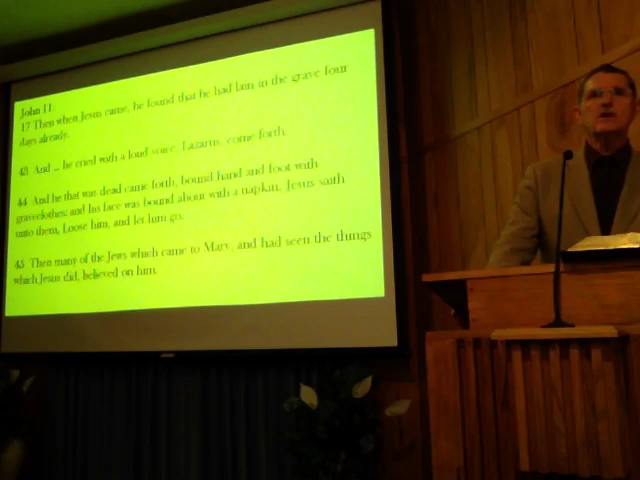 John 11:
17 Then when Jesus came, he found that he had lain in the grave four
days already.
43 And ... he cried with a loud voice, Lazarus, come forth.
44 And he that was dead came forth, bound hand and foot with
graveclothes: and his face was bound about with a napkin. Jesus saith
unto them, Loose him, and let him go.
45 Then many of the Jews which came to Mary, and had seen the things
which Jesus did, believed on him.